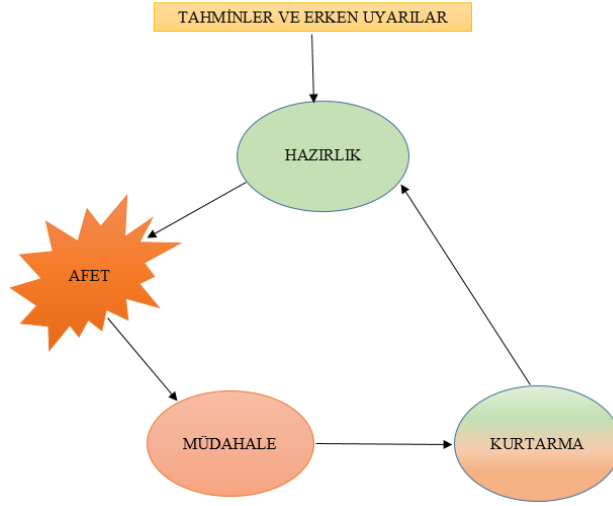 TAHMİNLER VE ERKEN UYARILAR
HAZIRLIK
AFET
MÜDAHALE
KURTARMA